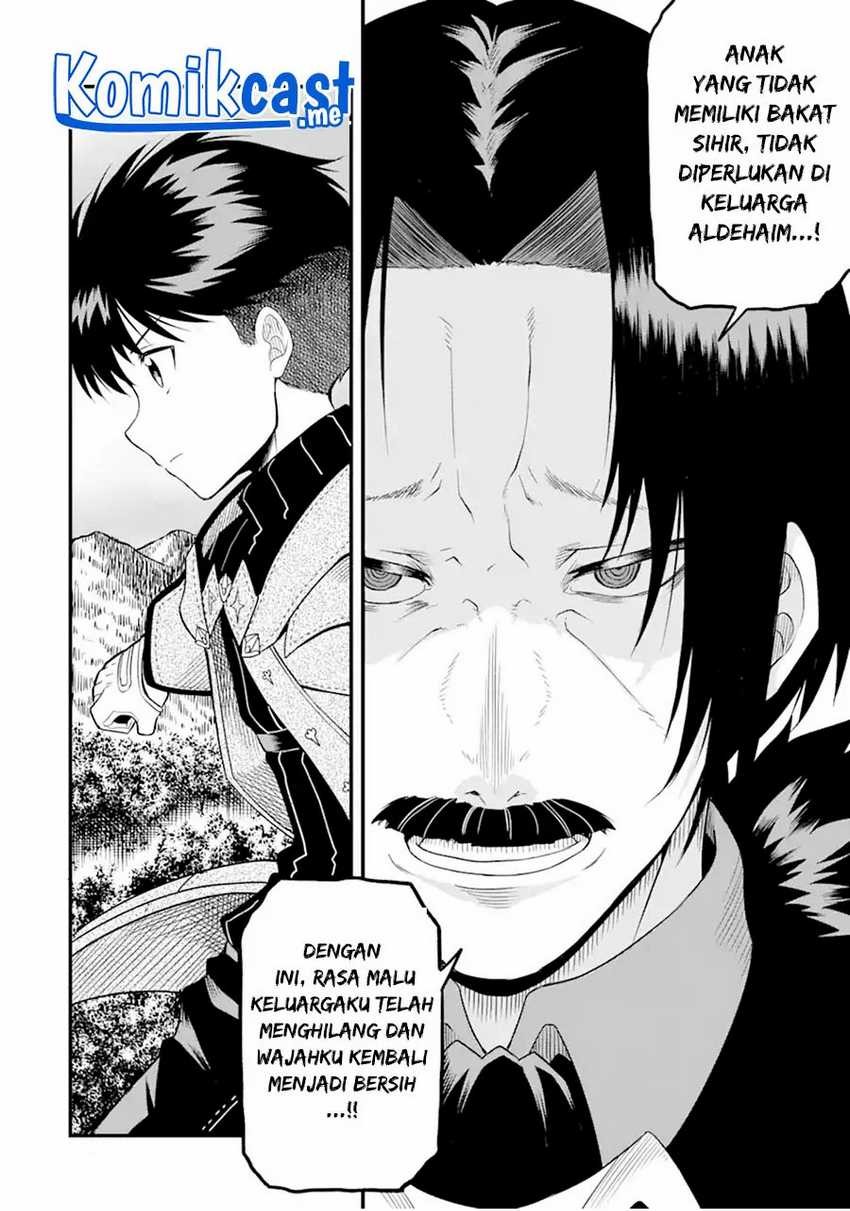 Komikcast
.me
ANAK
YANG TIDAK
MEMILIKI BAKAT
SIHIR, TIDAK
DIPERLUKAN DI
KELUARGA
ALDEHAIM...!
DENGAN
INI, RASA MALU
KELUARGAKU TELAH
MENGHILANG DAN
WAJAHKU KEMBALI
MENJADI BERSIH
...!!